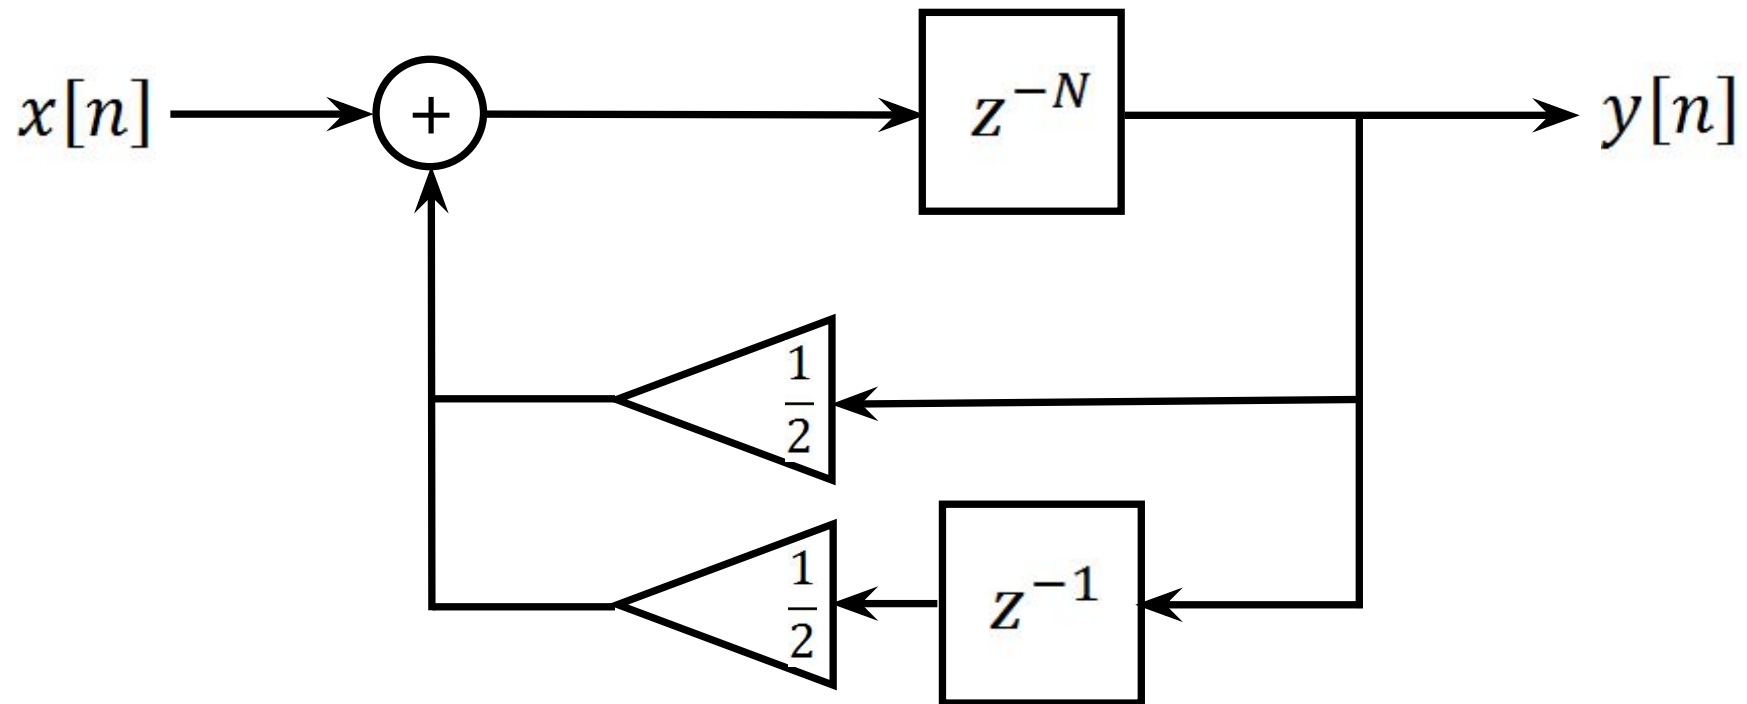 x[n]
+
z^{-N}
y[n]
1/2
1/2
z^{-1}